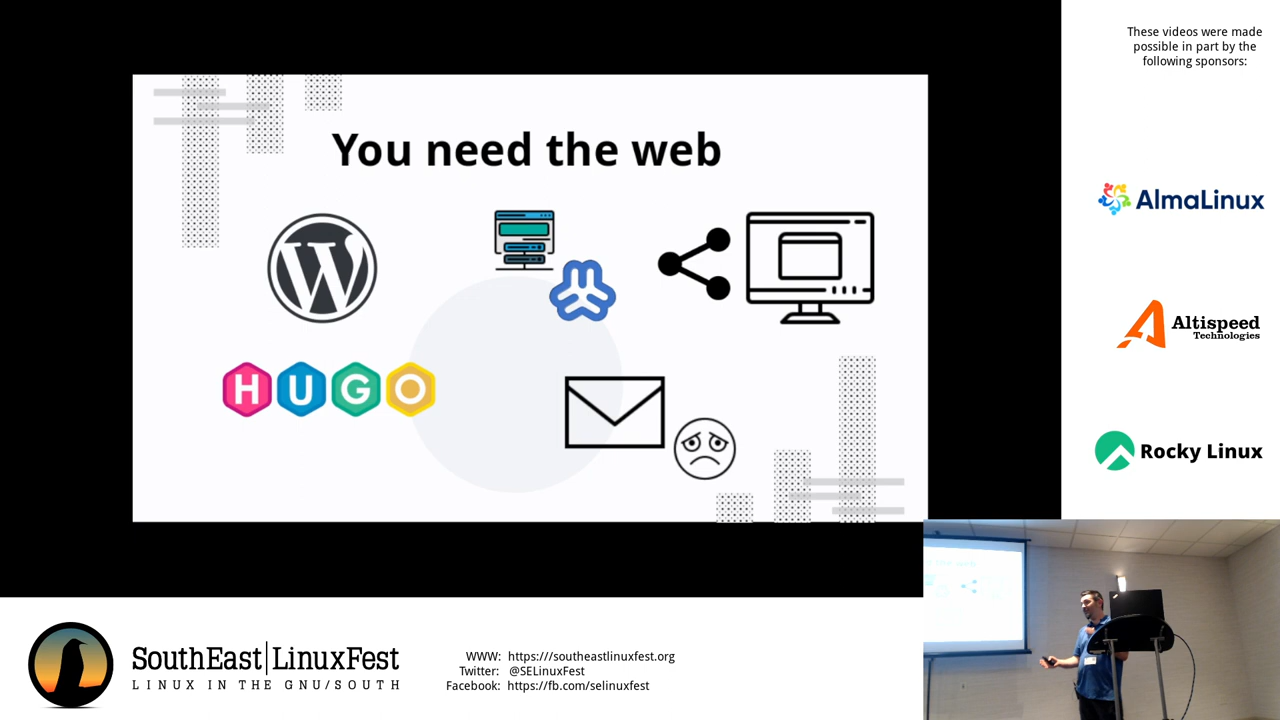 These videos were made
possible in part by the
following sponsors:
You need the web
W
HUGO
AlmaLinux
Altispeed
Technologies
Rocky Linux
SouthEast|LinuxFest
LINUX IN THE GNU/SOUTH
WWW: https:///southeastlinuxfest.org
Twitter: @SELinuxFest
Facebook: https://fb.com/selinuxfest